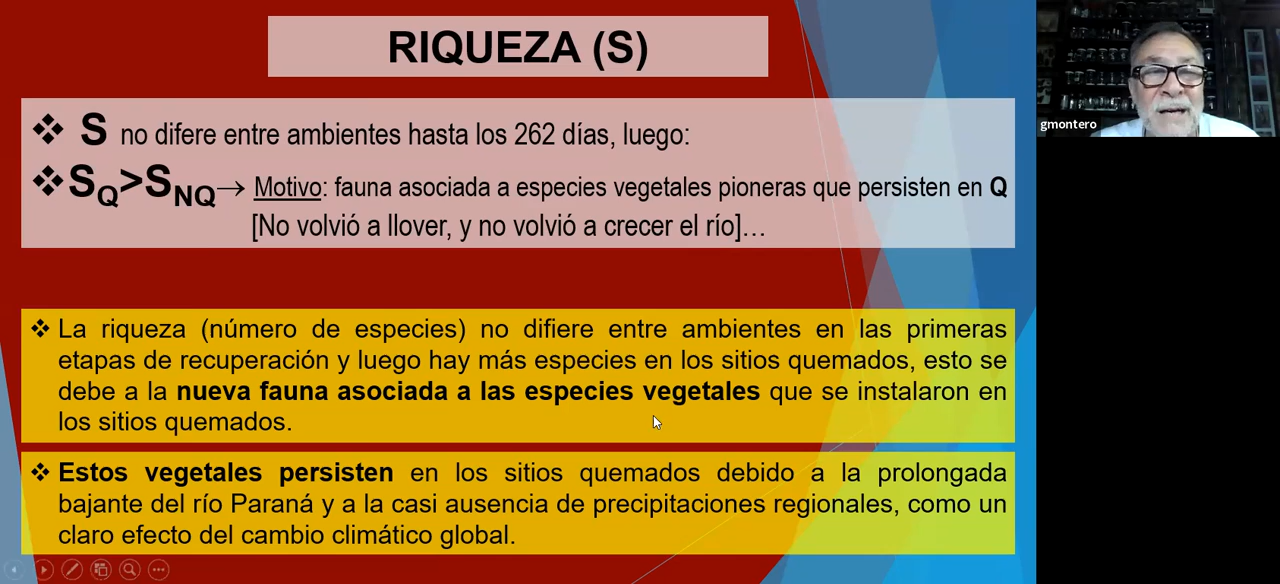 RIQUEZA (S)
❖ S no difere entre ambientes hasta los 262 días, luego:
❖SQ>SNQ→ Motivo: fauna asociada a especies vegetales pioneras que persisten en Q
[No volvió a llover, y no volvió a crecer el río]…
❖ La riqueza (número de especies) no difiere entre ambientes en las primeras
etapas de recuperación y luego hay más especies en los sitios quemados, esto se
debe a la nueva fauna asociada a las especies vegetales que se instalaron en
los sitios quemados.
❖ Estos vegetales persisten en los sitios quemados debido a la prolongada
bajante del río Paraná y a la casi ausencia de precipitaciones regionales, como un
claro efecto del cambio climático global.
gmontero